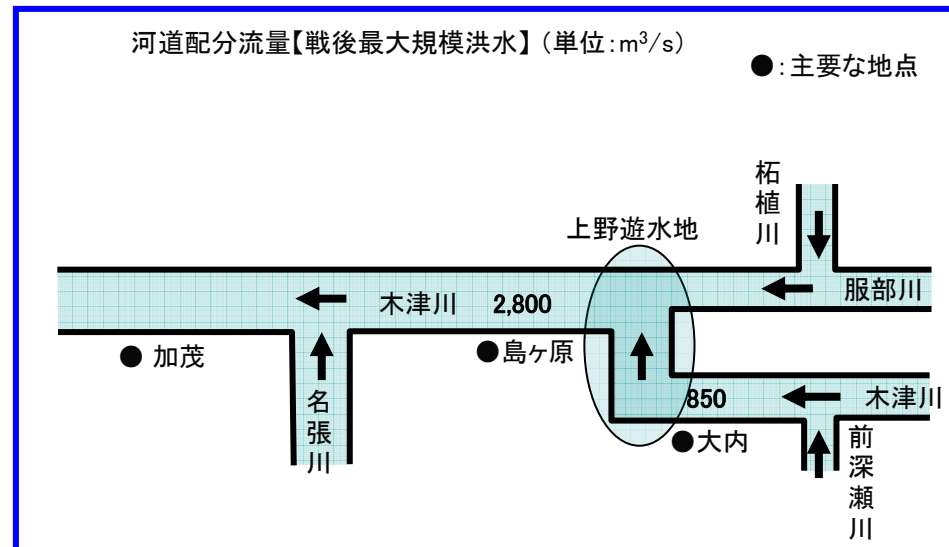 河道配分流量【戦後最大規模洪水】（単位：m³/s）
●：主要な地点
柘植川
上野遊水地
服部川
木津川 2,800
●加茂
●島ヶ原
名張川
850
木津川
●大内
前深瀬川